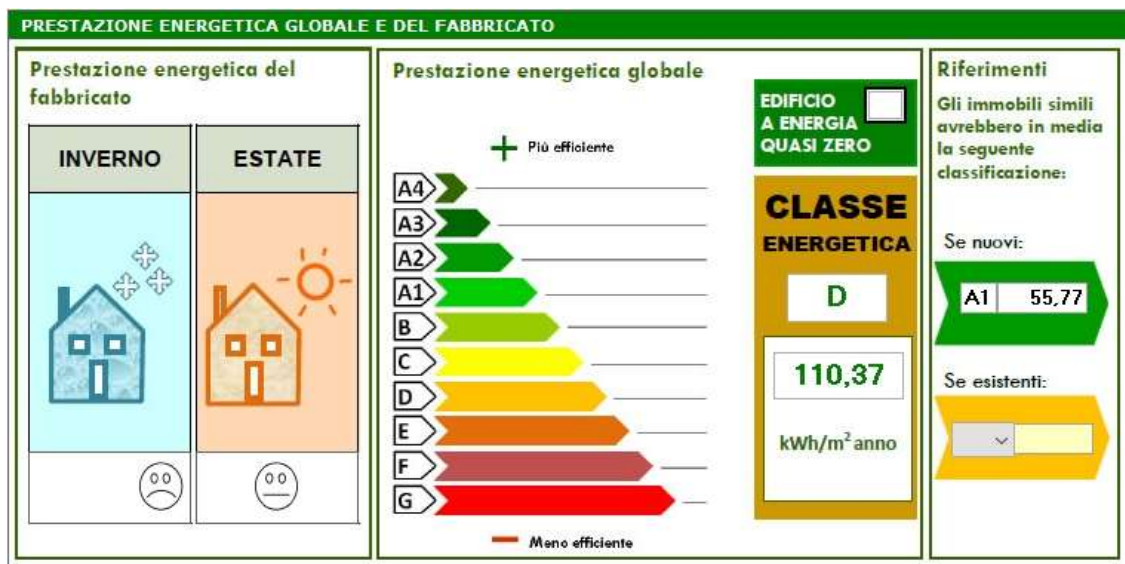 PRESTAZIONE ENERGETICA GLOBALE E DEL FABBRICATO
Prestazione energetica del
fabbricato
INVERNO
ESTATE
Prestazione energetica globale
Più efficiente
A4
A3
A2
A1
B
C
D
E
F
G
Meno efficiente
EDIFICIO
A ENERGIA
QUASI ZERO
CLASSE
ENERGETICA
D
110,37
kWh/m² anno
Riferimenti
Gli immobili simili
avrebbero in media
la seguente
classificazione:
Se nuovi:
A1 55,77
Se esistenti: